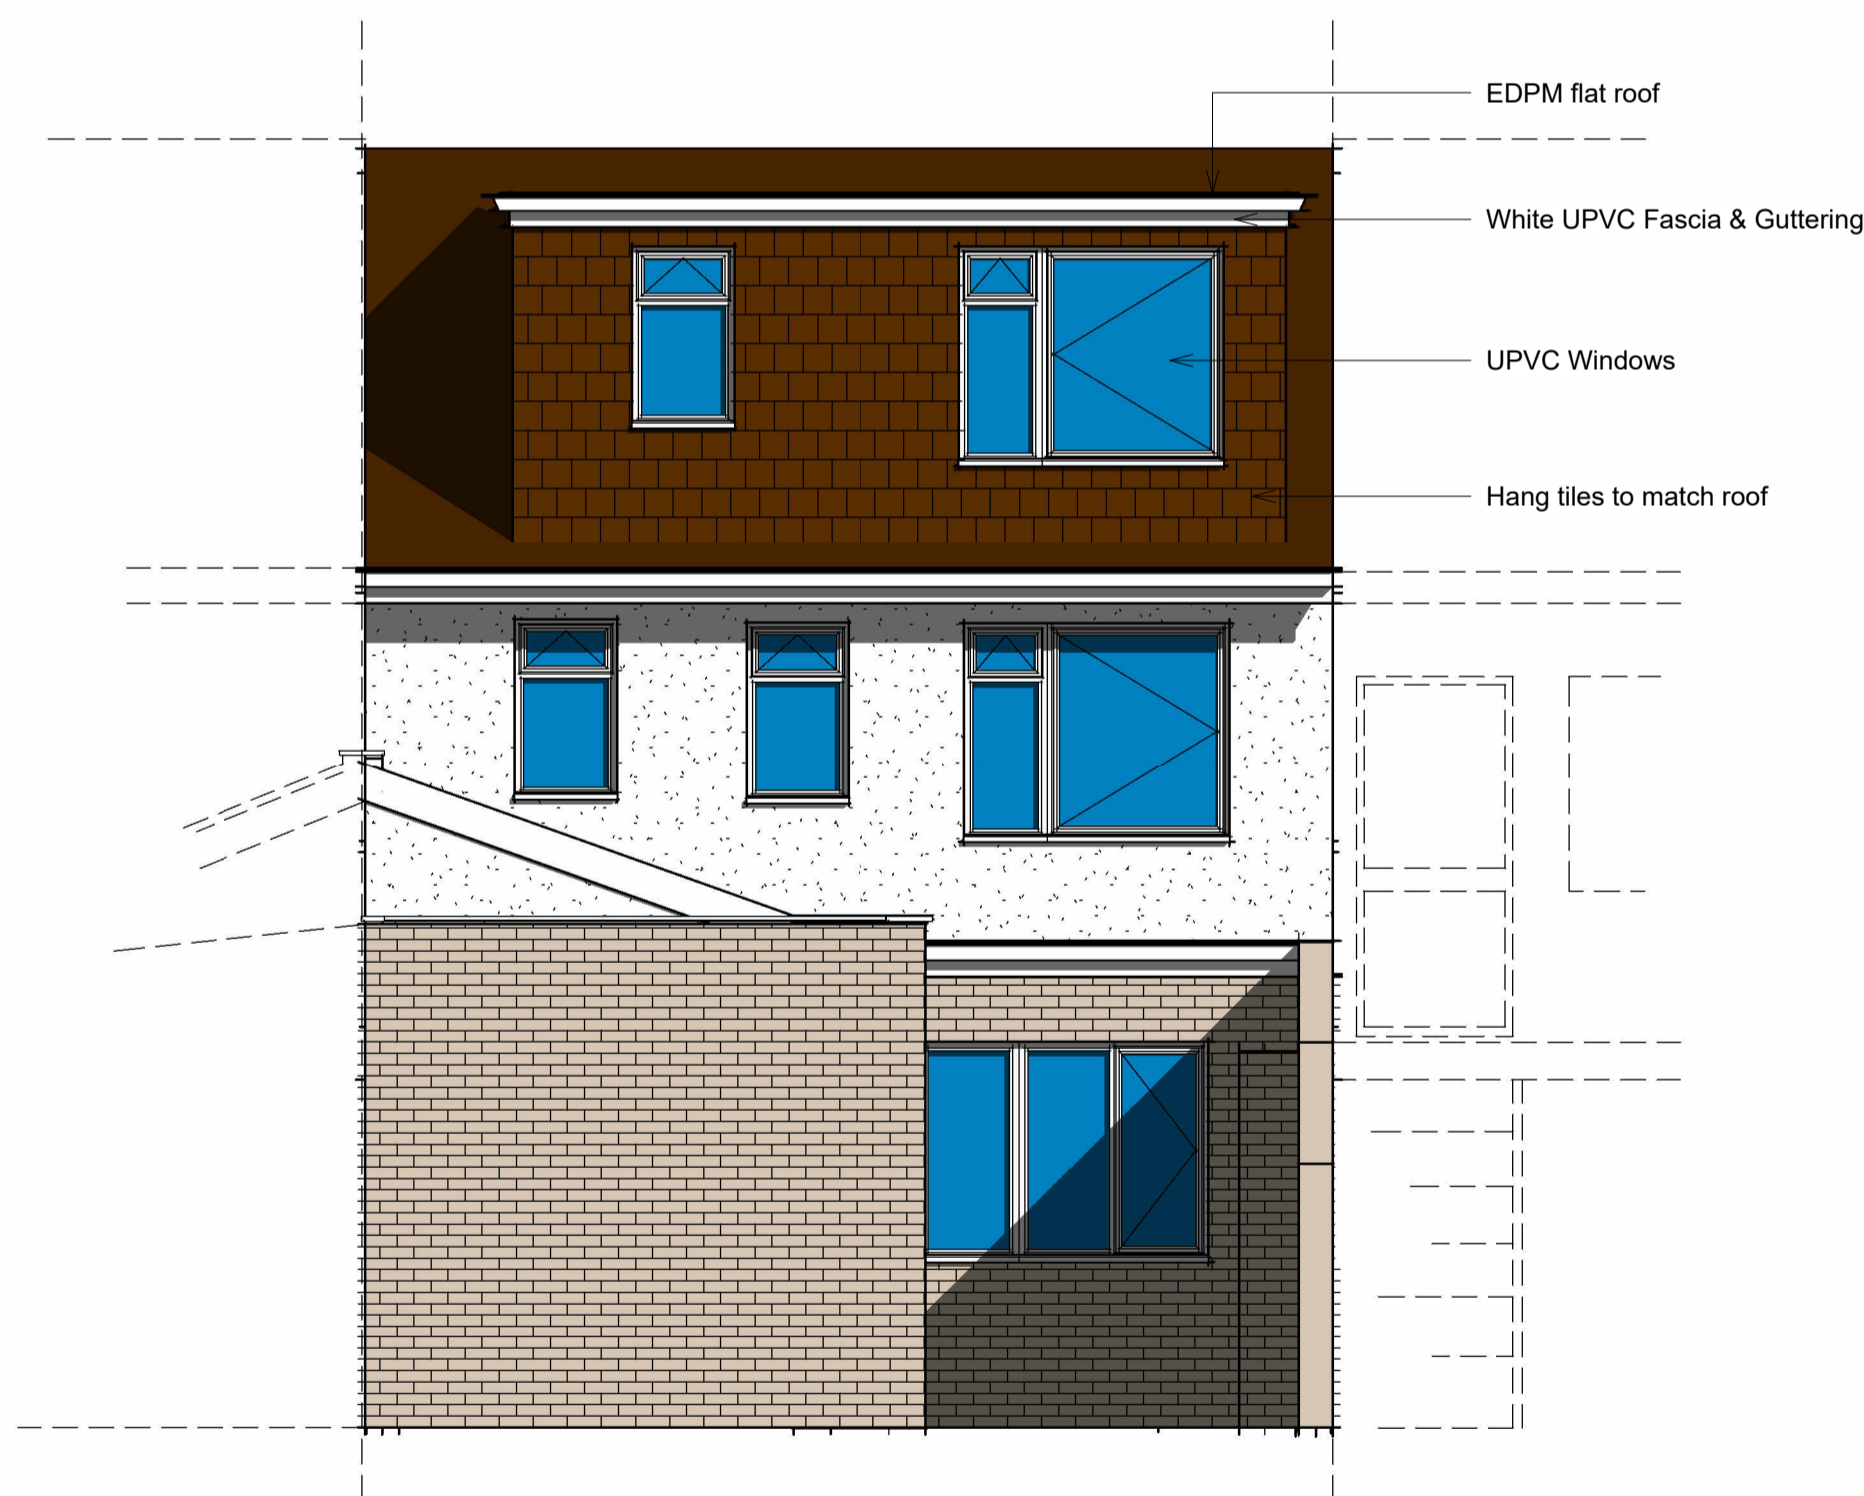 EDPM flat roof
White UPVC Fascia & Guttering
UPVC Windows
Hang tiles to match roof